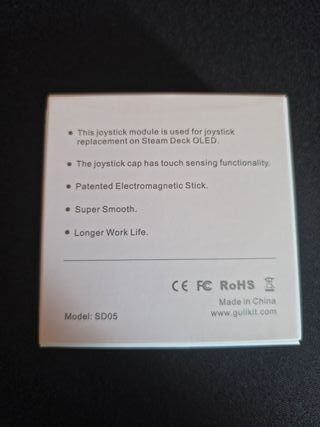 • This joystick module is used for joystick
replacement on Steam Deck OLED.
• The joystick cap has touch sensing functionality.
• Patented Electromagnetic Stick.
• Super Smooth.
• Longer Work Life.
CE FC RoHS
Made in China
Model: SD05
www.gulikit.com